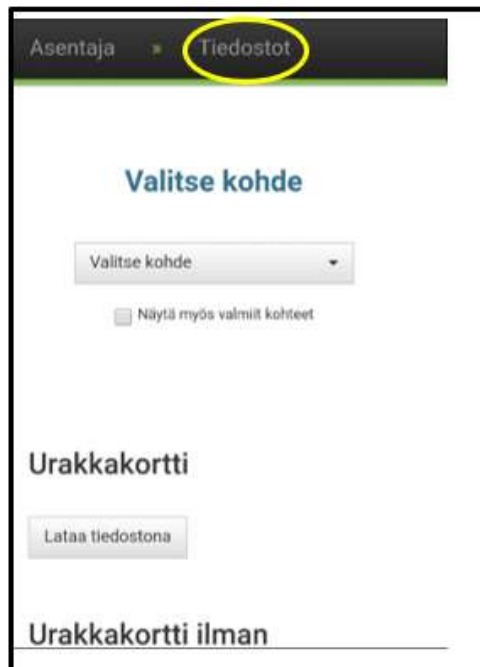 Asentaja » Tiedostot
Valitse kohde
Valitse kohde
Näytä myös valmiit kohteet
Urakkakortti
Lataa tiedostona
Urakkakortti ilman